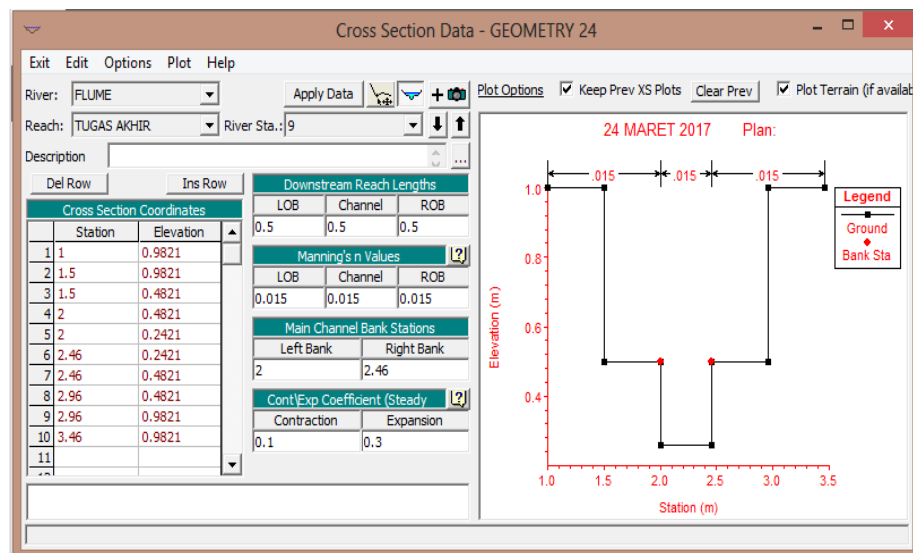 Cross Section Data - GEOMETRY 24
Exit Edit Options Plot Help
River: FLUME
Apply Data
Plot Options Keep Prev XS Plots Clear Prev Plot Terrain (if availab
Reach: TUGAS AKHIR River Sta.: 9
Description
...
Del Row Ins Row
Cross Section Coordinates
Station Elevation
1 1 0.9821
2 1.5 0.9821
3 1.5 0.4821
4 2 0.4821
5 2 0.2421
6 2.46 0.2421
7 2.46 0.4821
8 2.96 0.4821
9 2.96 0.9821
10 3.46 0.9821
11
Downstream Reach Lengths
LOB Channel ROB
0.5 0.5 0.5
Manning's n Values
LOB Channel ROB
0.015 0.015 0.015
Main Channel Bank Stations
Left Bank Right Bank
2 2.46
Cont\Exp Coefficient (Steady
Contraction Expansion
0.1 0.3
24 MARET 2017 Plan:
.015 .015 .015
Legend
Ground
Bank Sta
1.0
0.8
0.6
0.4
Elevation (m)
1.0 1.5 2.0 2.5 3.0 3.5
Station (m)